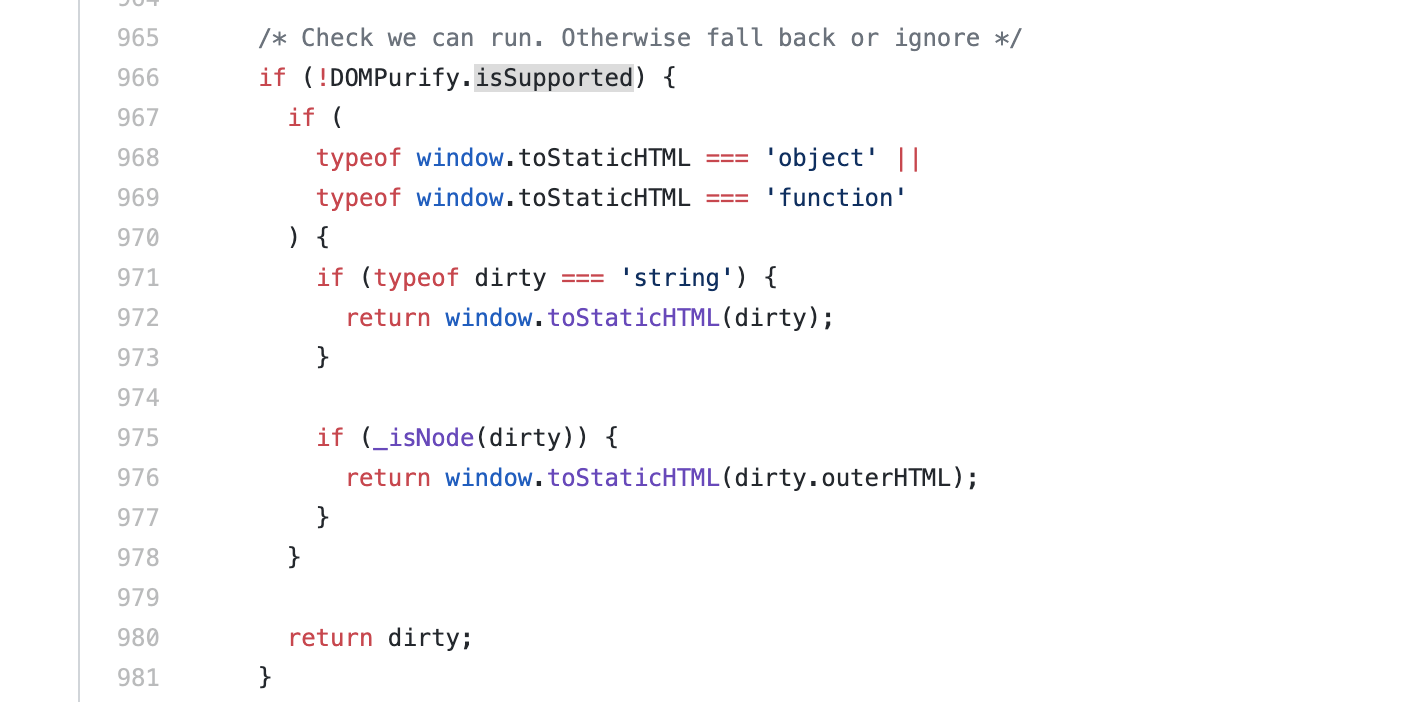 965 /* Check we can run. Otherwise fall back or ignore */
966 if (!DOMPurify.isSupported) {
967 if (
968 typeof window.toStaticHTML === 'object' ||
969 typeof window.toStaticHTML === 'function'
970 ) {
971 if (typeof dirty === 'string') {
972 return window.toStaticHTML(dirty);
973 }
974
975 if (_isNode(dirty)) {
976 return window.toStaticHTML(dirty.outerHTML);
977 }
978 }
979
980 return dirty;
981 }